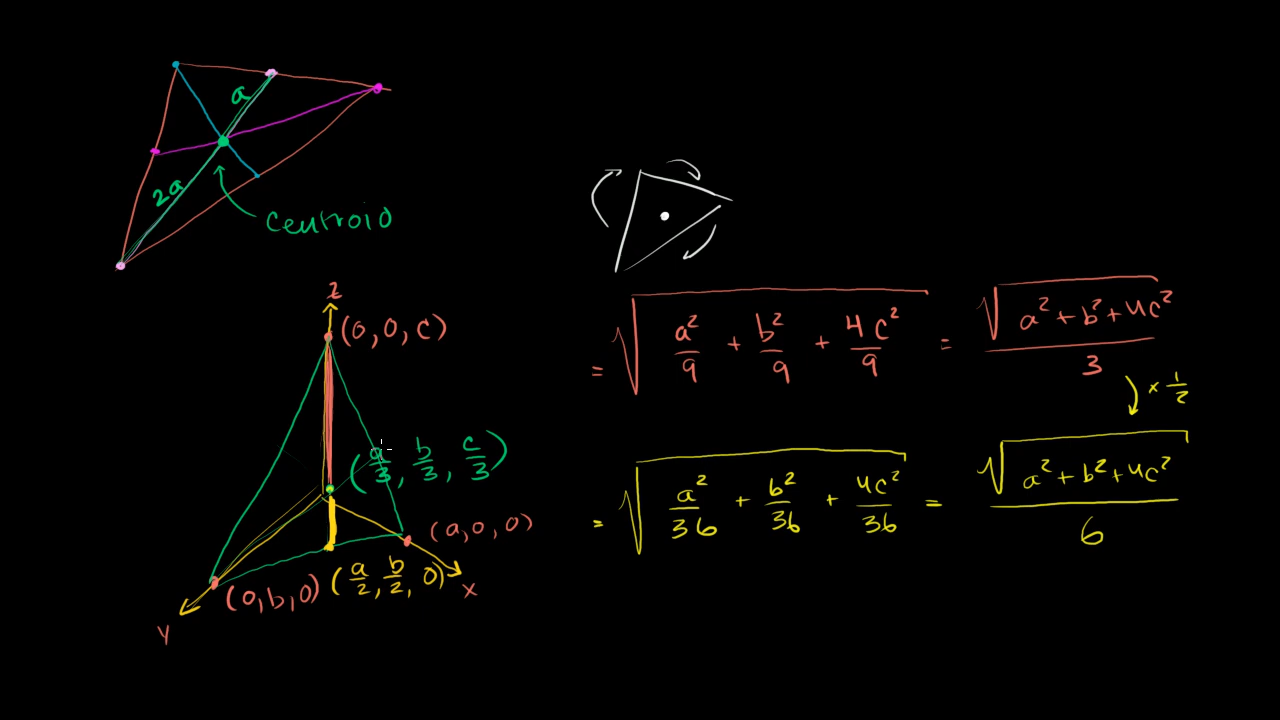 a
2a
centroid
z
(0, 0, c)
(a/3, b/3, c/3)
(a, 0, 0)
(0, b, 0) (a/2, b/2, 0)
x
y
= √(a²/9 + b²/9 + 4c²/9) = √(a² + b² + 4c²)/3
× 1/2
= √(a²/36 + b²/36 + 4c²/36) = √(a² + b² + 4c²)/6